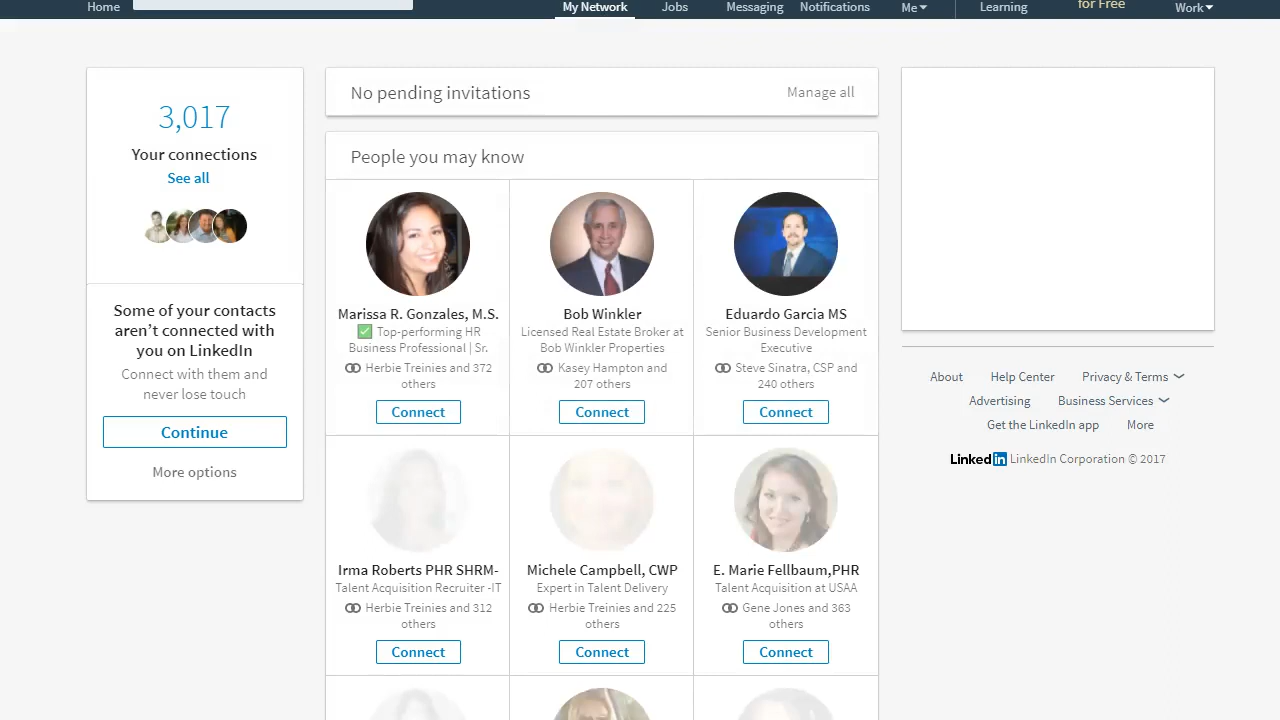 Home
My Network
Jobs
Messaging
Notifications
Me
Learning
for Free
Work
3,017
Your connections
See all
Some of your contacts
aren't connected with
you on LinkedIn
Connect with them and
never lose touch
Continue
More options
No pending invitations
Manage all
People you may know
Marissa R. Gonzales, M.S.
✅ Top-performing HR
Business Professional | Sr.
Herbie Treinies and 372
others
Connect
Bob Winkler
Licensed Real Estate Broker at
Bob Winkler Properties
Kasey Hampton and
207 others
Connect
Eduardo Garcia MS
Senior Business Development
Executive
Steve Sinatra, CSP and
240 others
Connect
Irma Roberts PHR SHRM-
Talent Acquisition Recruiter -IT
Herbie Treinies and 312
others
Connect
Michele Campbell, CWP
Expert in Talent Delivery
Herbie Treinies and 225
others
Connect
E. Marie Fellbaum,PHR
Talent Acquisition at USAA
Gene Jones and 363
others
Connect
About
Help Center
Privacy & Terms
Advertising
Business Services
Get the LinkedIn app
More
LinkedIn LinkedIn Corporation © 2017